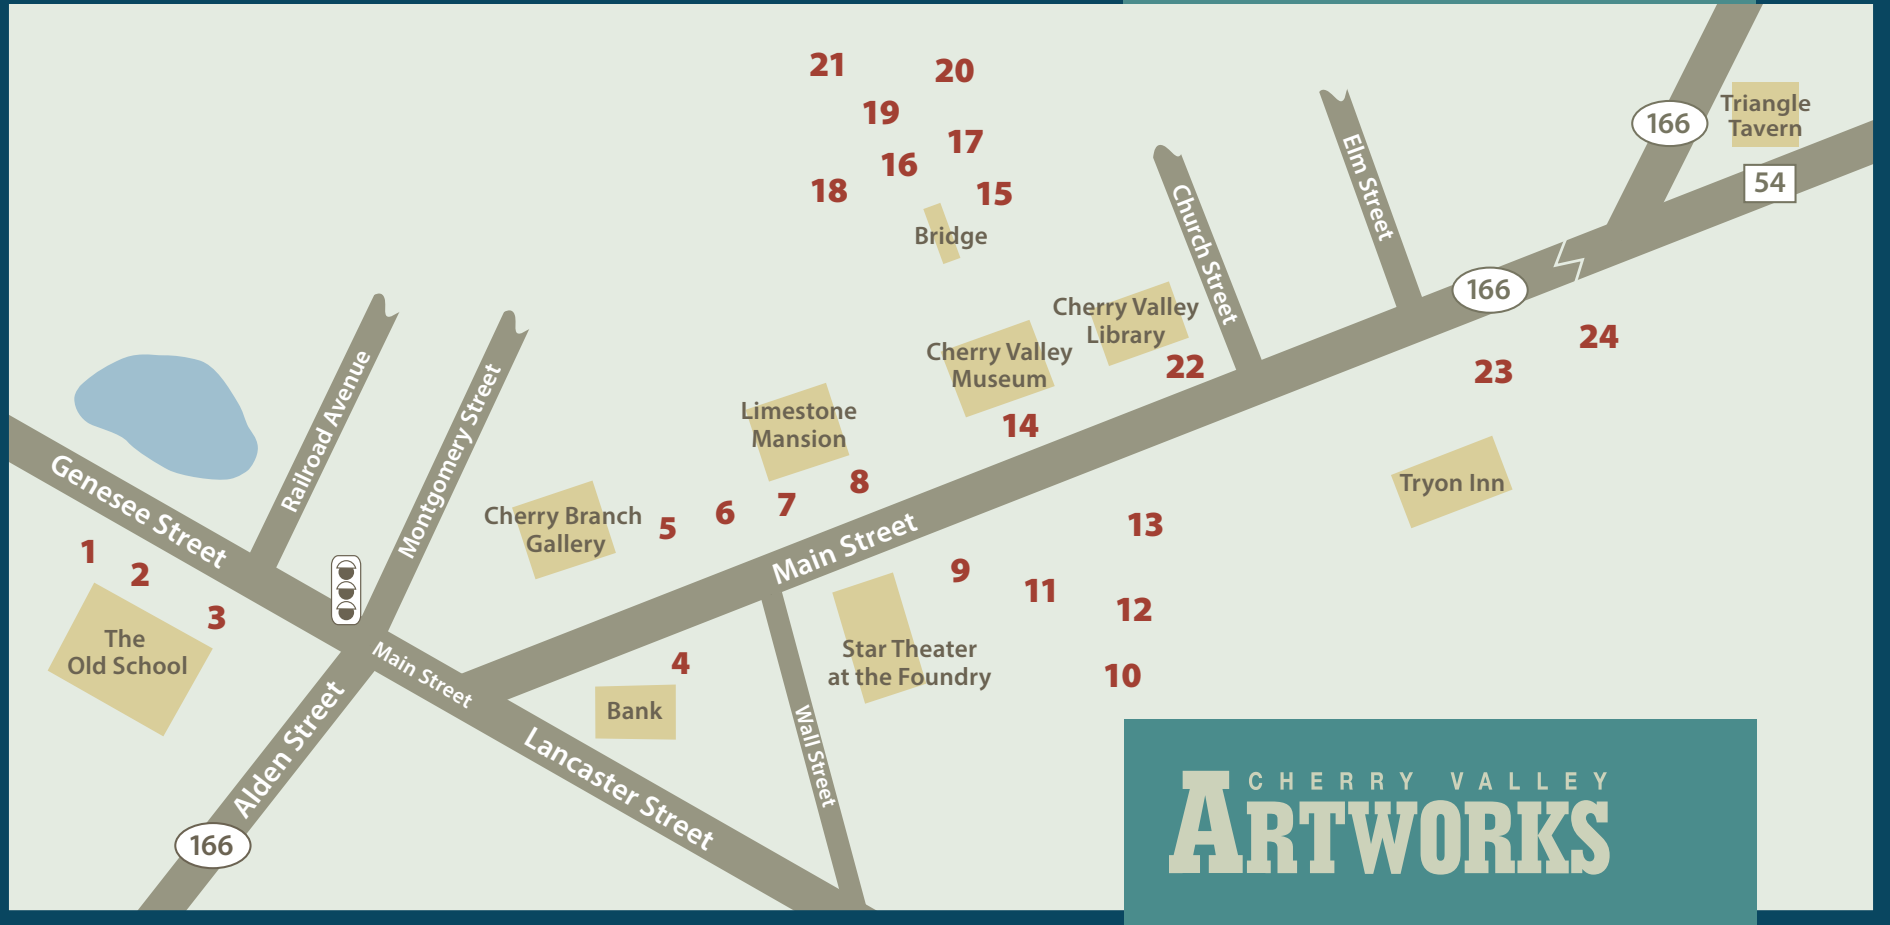 21
20
19
17
16
18
15
Bridge
Church Street
Elm Street
166
Triangle
Tavern
54
166
24
23
Cherry Valley
Library
22
Cherry Valley
Museum
14
Limestone
Mansion
8
7
6
5
Cherry Branch
Gallery
Railroad Avenue
Montgomery Street
Genesee Street
1
2
3
The
Old School
Main Street
Main Street
Tryon Inn
13
9
11
12
10
Star Theater
at the Foundry
4
Bank
Wall Street
Lancaster Street
Alden Street
166
CHERRY VALLEY
ARTWORKS